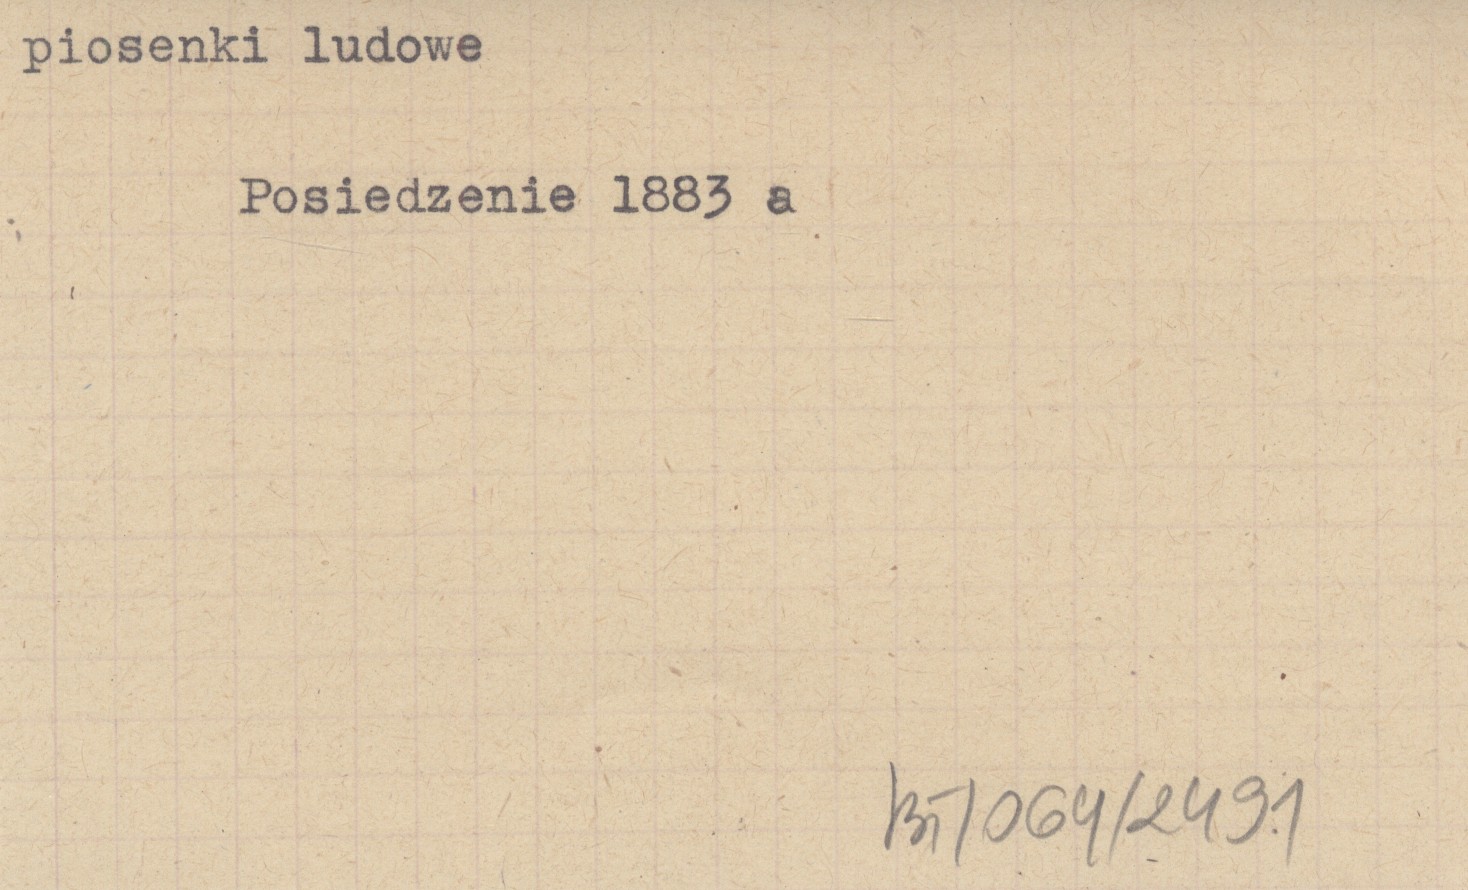 piosenki ludowe
Posiedzenie 1883 a
BT/064/2491